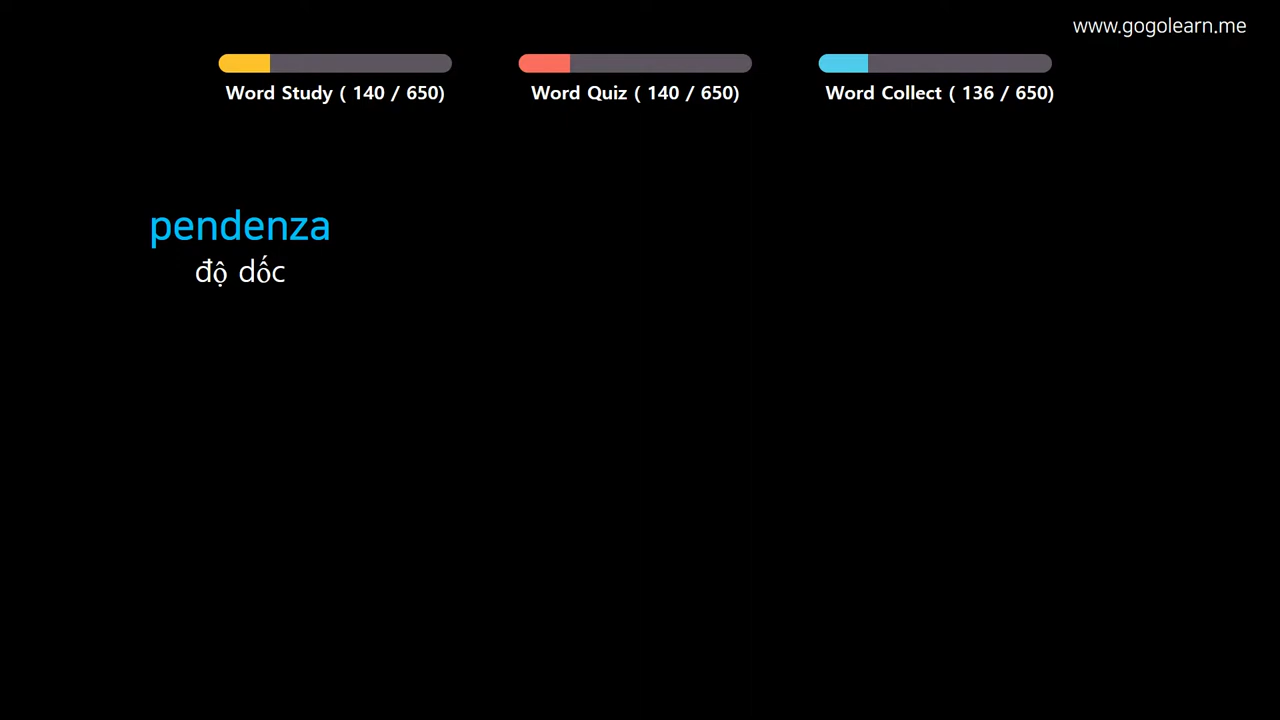 www.gogolearn.me
Word Study ( 140 / 650)
Word Quiz ( 140 / 650)
Word Collect ( 136 / 650)
pendenza
độ dốc